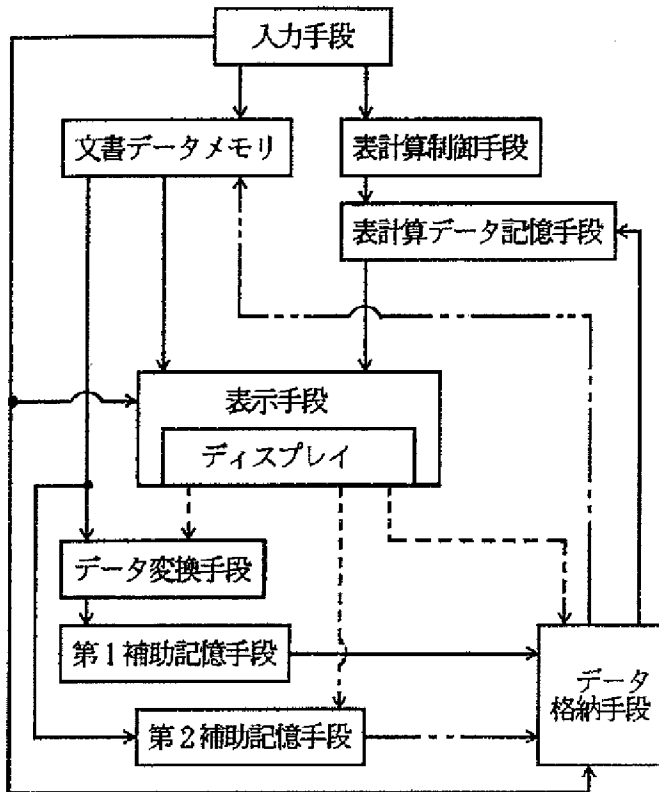 入力手段
文書データメモリ
表計算制御手段
表計算データ記憶手段
表示手段
ディスプレイ
データ変換手段
第1補助記憶手段
データ
格納手段
第2補助記憶手段